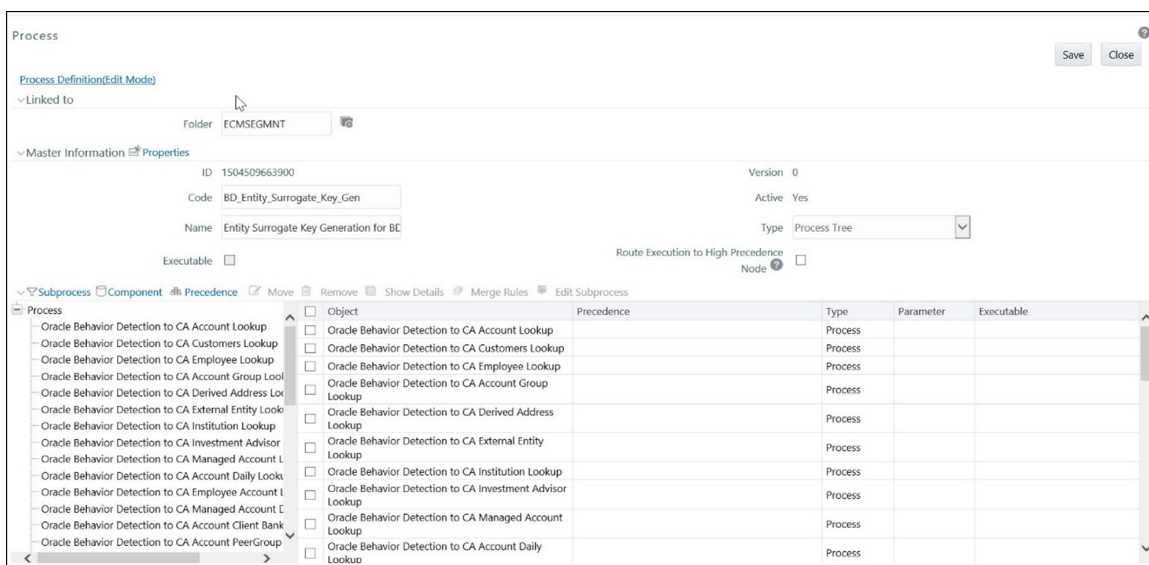 Process
Save Close
Process Definition(Edit Mode)
Linked to
Folder ECMSEGMNT
Master Information Properties
ID 1504509663900 Version 0
Code BD_Entity_Surrogate_Key_Gen Active Yes
Name Entity Surrogate Key Generation for BD Type Process Tree
Executable Route Execution to High Precedence
Node
Subprocess Component Precedence Move Remove Show Details Merge Rules Edit Subprocess
Process
Oracle Behavior Detection to CA Account Lookup
Oracle Behavior Detection to CA Customers Lookup
Oracle Behavior Detection to CA Employee Lookup
Oracle Behavior Detection to CA Account Group Lool
Oracle Behavior Detection to CA Derived Address Loo
Oracle Behavior Detection to CA External Entity Looku
Oracle Behavior Detection to CA Institution Lookup
Oracle Behavior Detection to CA Investment Advisor
Oracle Behavior Detection to CA Managed Account L
Oracle Behavior Detection to CA Account Daily Looku
Oracle Behavior Detection to CA Employee Account L
Oracle Behavior Detection to CA Managed Account D
Oracle Behavior Detection to CA Account Client Bank
Oracle Behavior Detection to CA Account PeerGroup
Object Precedence Type Parameter Executable
Oracle Behavior Detection to CA Account Lookup Process
Oracle Behavior Detection to CA Customers Lookup Process
Oracle Behavior Detection to CA Employee Lookup Process
Oracle Behavior Detection to CA Account Group
Lookup Process
Oracle Behavior Detection to CA Derived Address
Lookup Process
Oracle Behavior Detection to CA External Entity
Lookup Process
Oracle Behavior Detection to CA Institution Lookup Process
Oracle Behavior Detection to CA Investment Advisor
Lookup Process
Oracle Behavior Detection to CA Managed Account
Lookup Process
Oracle Behavior Detection to CA Account Daily
Lookup Process